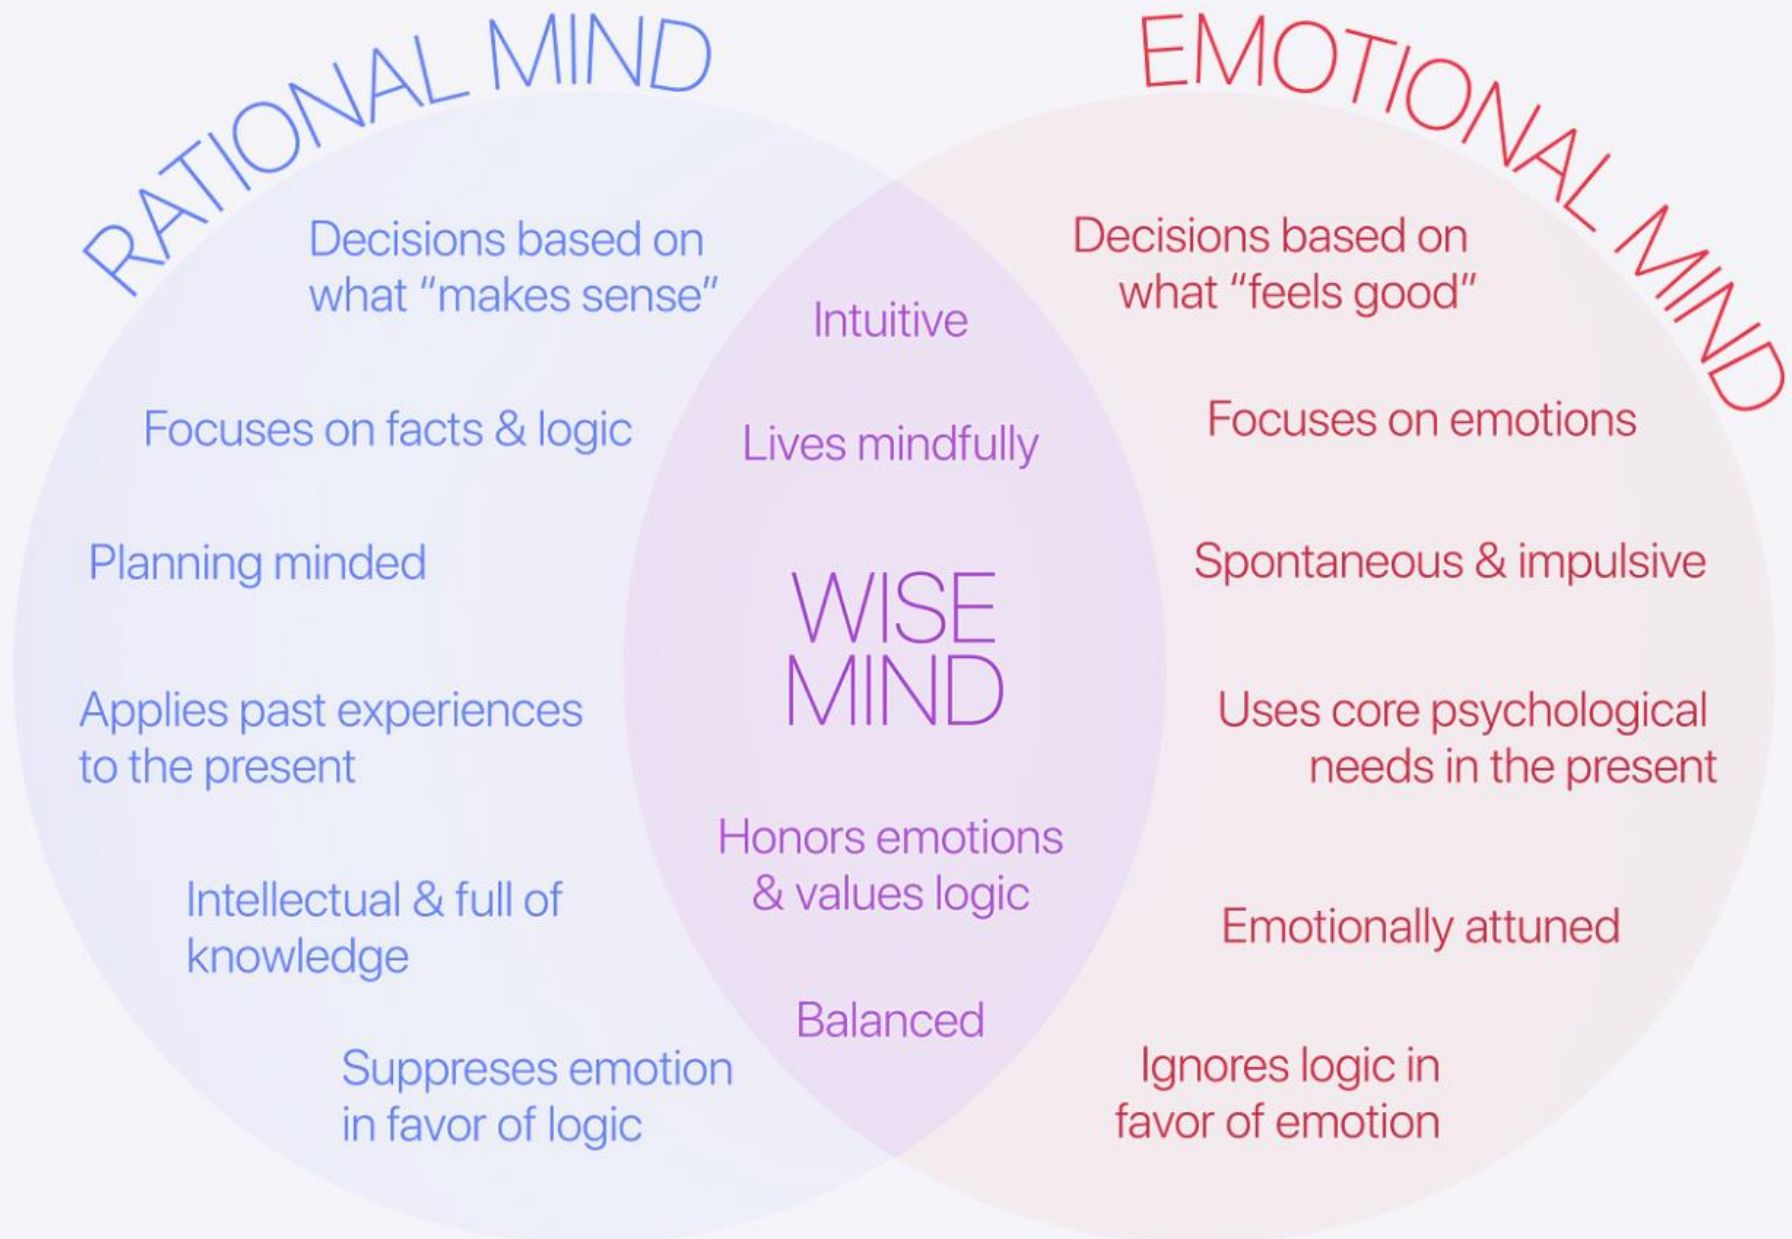 RATIONAL MIND
Decisions based on
what “makes sense”
Focuses on facts & logic
Planning minded
Applies past experiences
to the present
Intellectual & full of
knowledge
Suppreses emotion
in favor of logic
Intuitive
Lives mindfully
WISE
MIND
Honors emotions
& values logic
Balanced
EMOTIONAL MIND
Decisions based on
what “feels good”
Focuses on emotions
Spontaneous & impulsive
Uses core psychological
needs in the present
Emotionally attuned
Ignores logic in
favor of emotion